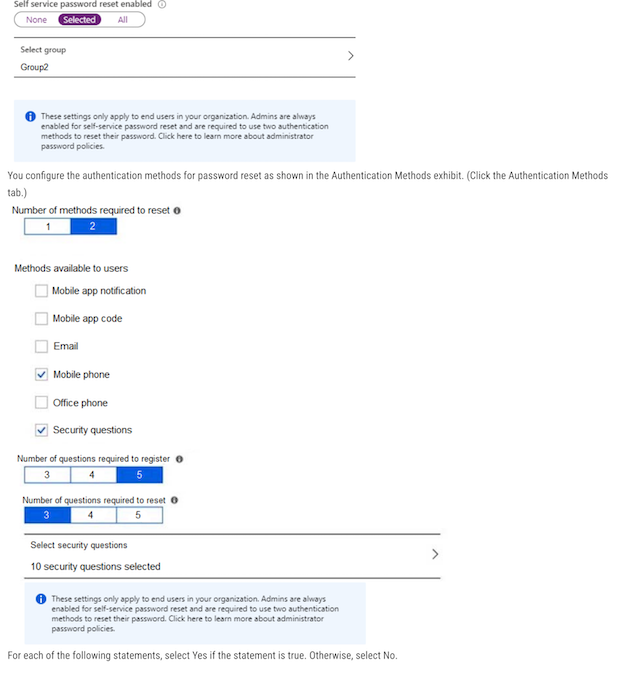 Self service password reset enabled
None Selected All
Select group
Group2
These settings only apply to end users in your organization. Admins are always
enabled for self-service password reset and are required to use two authentication
methods to reset their password. Click here to learn more about administrator
password policies.
You configure the authentication methods for password reset as shown in the Authentication Methods exhibit. (Click the Authentication Methods
tab.)
Number of methods required to reset
1 2
Methods available to users
Mobile app notification
Mobile app code
Email
Mobile phone
Office phone
Security questions
Number of questions required to register
3 4 5
Number of questions required to reset
3 4 5
Select security questions
10 security questions selected
These settings only apply to end users in your organization. Admins are always
enabled for self-service password reset and are required to use two authentication
methods to reset their password. Click here to learn more about administrator
password policies.
For each of the following statements, select Yes if the statement is true. Otherwise, select No.